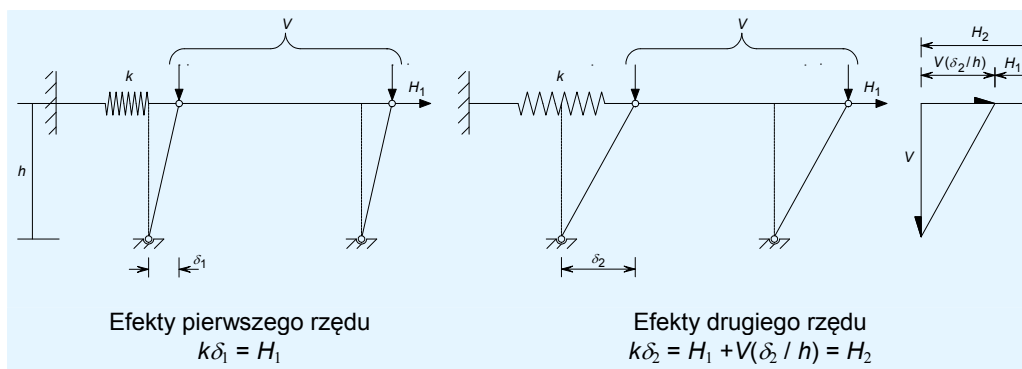 V
k
H₁
h
δ₁
Efekty pierwszego rzędu
kδ₁ = H₁
V
k
H₁
δ₂
Efekty drugiego rzędu
kδ₂ = H₁ +V(δ₂ / h) = H₂
H₂
V(δ₂/h)
H₁
V